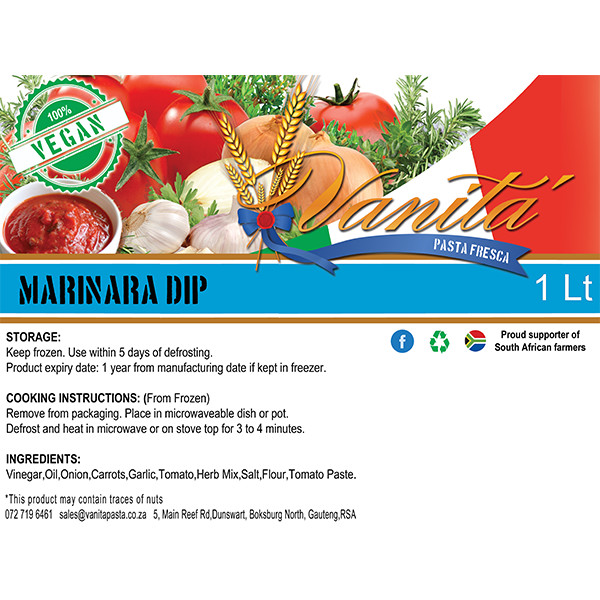 100%
VEGAN
Vanitá
PASTA FRESCA
MARINARA DIP
1 Lt
STORAGE:
Keep frozen. Use within 5 days of defrosting.
Product expiry date: 1 year from manufacturing date if kept in freezer.
Proud supporter of
South African farmers
COOKING INSTRUCTIONS: (From Frozen)
Remove from packaging. Place in microwaveable dish or pot.
Defrost and heat in microwave or on stove top for 3 to 4 minutes.
INGREDIENTS:
Vinegar,Oil,Onion,Carrots,Garlic,Tomato,Herb Mix,Salt,Flour,Tomato Paste.
*This product may contain traces of nuts
072 719 6461 sales@vanitapasta.co.za 5, Main Reef Rd,Dunswart, Boksburg North, Gauteng,RSA